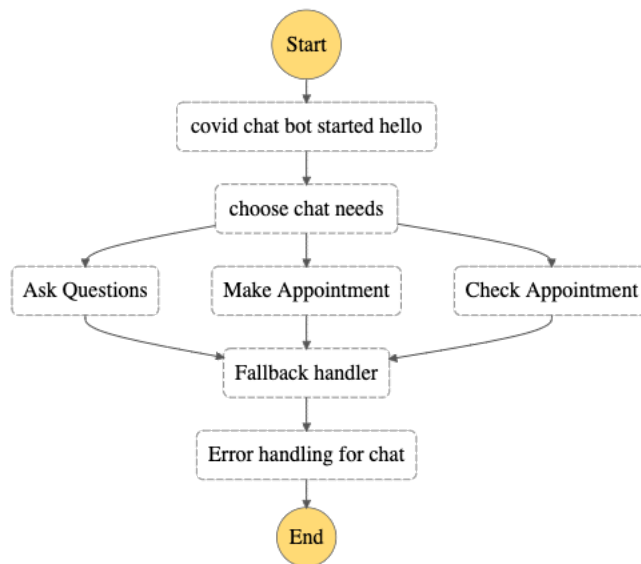 Start
covid chat bot started hello
choose chat needs
Ask Questions
Make Appointment
Check Appointment
Fallback handler
Error handling for chat
End